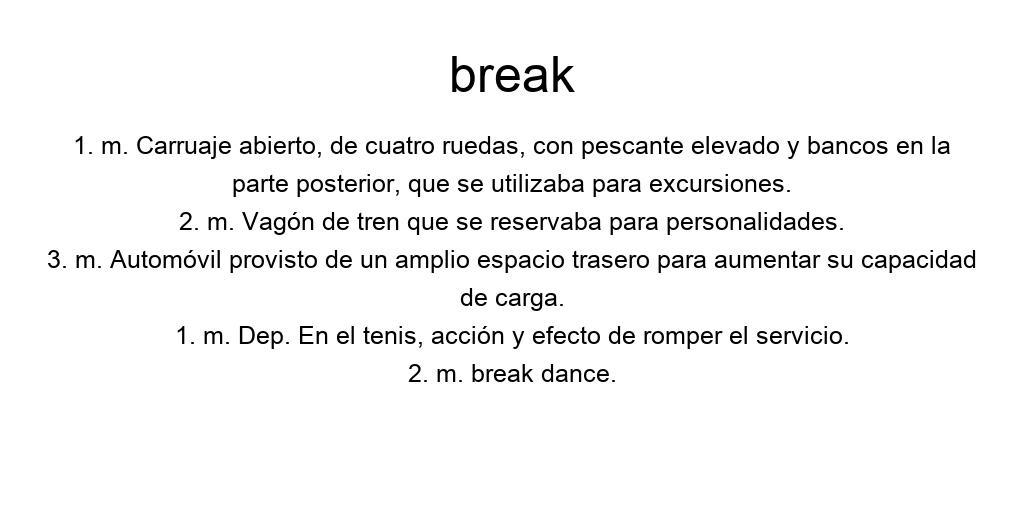 break
1. m. Carruaje abierto, de cuatro ruedas, con pescante elevado y bancos en la
parte posterior, que se utilizaba para excursiones.
2. m. Vagón de tren que se reservaba para personalidades.
3. m. Automóvil provisto de un amplio espacio trasero para aumentar su capacidad
de carga.
1. m. Dep. En el tenis, acción y efecto de romper el servicio.
2. m. break dance.